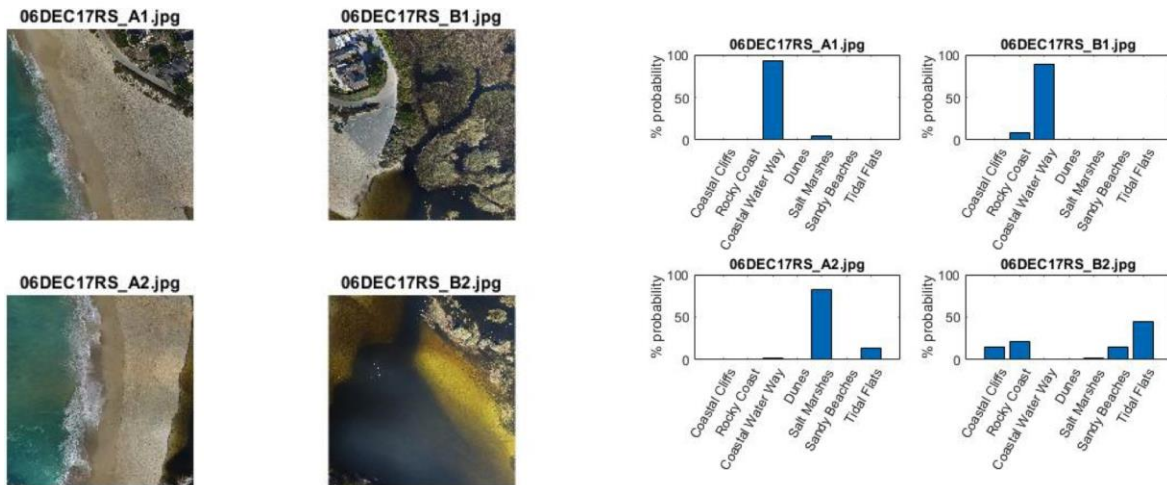 06DEC17RS_A1.jpg
06DEC17RS_B1.jpg
06DEC17RS_A2.jpg
06DEC17RS_B2.jpg
06DEC17RS_A1.jpg
% probability
100
50
0
Coastal Cliffs
Rocky Coast
Coastal Water Way
Dunes
Salt Marshes
Sandy Beaches
Tidal Flats
06DEC17RS_B1.jpg
% probability
100
50
0
Coastal Cliffs
Rocky Coast
Coastal Water Way
Dunes
Salt Marshes
Sandy Beaches
Tidal Flats
06DEC17RS_A2.jpg
% probability
100
50
0
Coastal Cliffs
Rocky Coast
Coastal Water Way
Dunes
Salt Marshes
Sandy Beaches
Tidal Flats
06DEC17RS_B2.jpg
% probability
100
50
0
Coastal Cliffs
Rocky Coast
Coastal Water Way
Dunes
Salt Marshes
Sandy Beaches
Tidal Flats